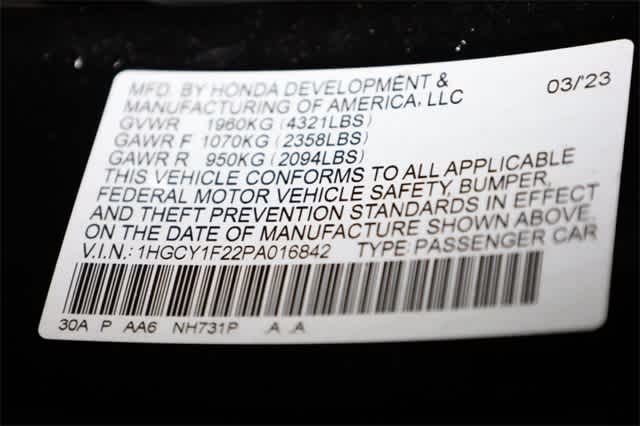 MFD. BY HONDA DEVELOPMENT & 03/'23
MANUFACTURING OF AMERICA, LLC
GVWR 1960KG (4321LBS)
GAWR F 1070KG (2358LBS)
GAWR R 950KG (2094LBS)
THIS VEHICLE CONFORMS TO ALL APPLICABLE
FEDERAL MOTOR VEHICLE SAFETY, BUMPER,
AND THEFT PREVENTION STANDARDS IN EFFECT
ON THE DATE OF MANUFACTURE SHOWN ABOVE.
V.I.N.: 1HGCY1F22PA016842 TYPE: PASSENGER CAR
30A P AA6 NH731P A A